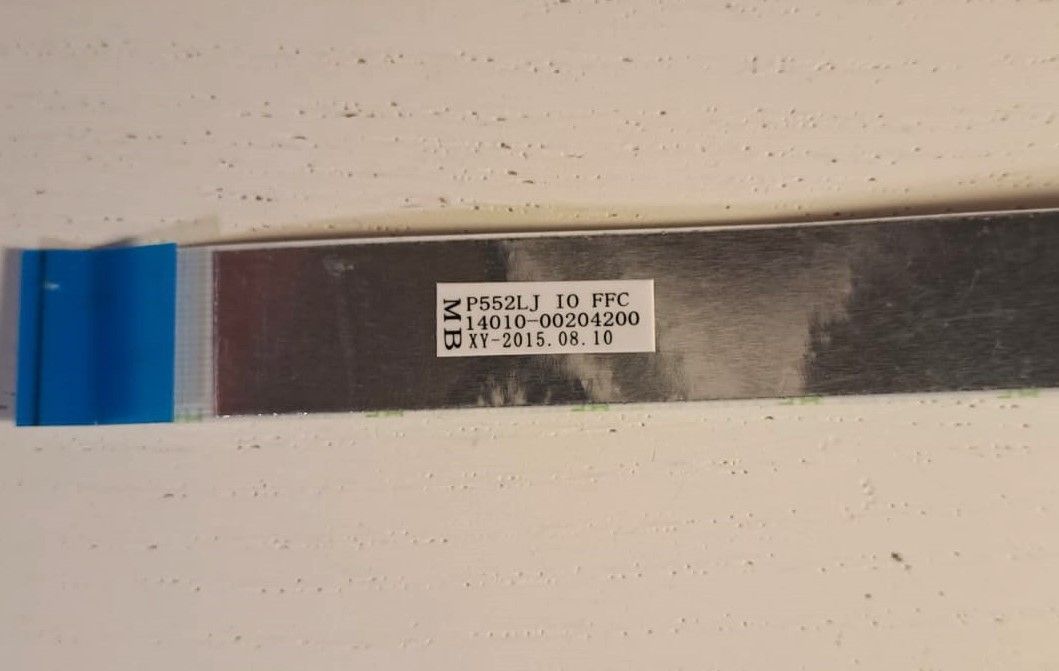 MB
P552LJ IO FFC
14010-00204200
XY-2015.08.10